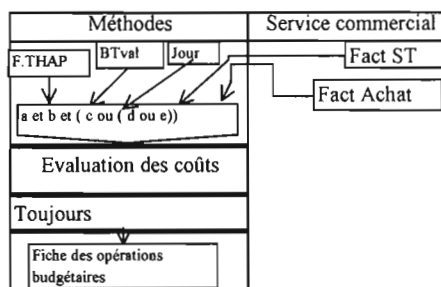 Méthodes Service commercial
F.THAP BTval Jour Fact ST
Fact Achat
a et b et ( c ou ( d ou e))
Evaluation des coûts
Toujours
Fiche des opérations
budgétaires